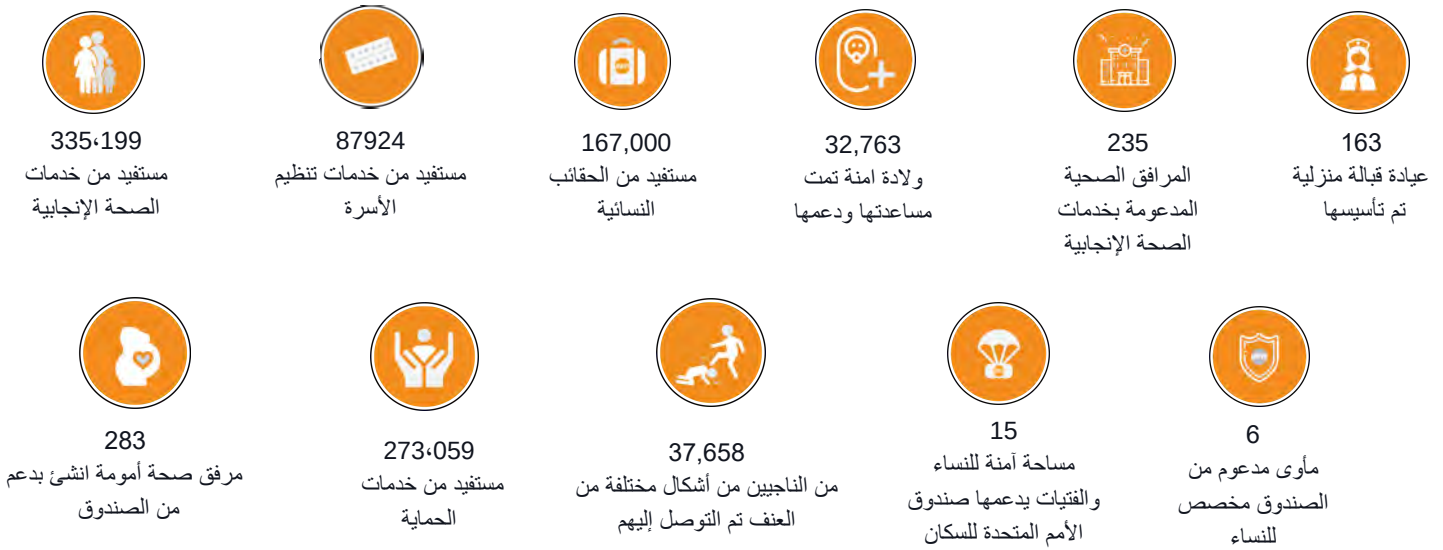 163
عيادة قبالة منزلية
تم تأسيسها
235
المرافق الصحية
المدعومة بخدمات
الصحة الإنجابية
32,763
ولادة امنة تمت
مساعدتها ودعمها
167,000
مستفيد من الحقائب
النسائية
87924
مستفيد من خدمات تنظيم
الأسرة
335،199
مستفيد من خدمات
الصحة الإنجابية
6
مأوى مدعوم من
الصندوق مخصص
للنساء
15
مساحة آمنة للنساء
والفتيات يدعمها صندوق
الأمم المتحدة للسكان
37,658
من الناجيين من أشكال مختلفة من
العنف تم التوصل إليهم
273،059
مستفيد من خدمات
الحماية
283
مرفق صحة أمومة انشئ بدعم
من الصندوق